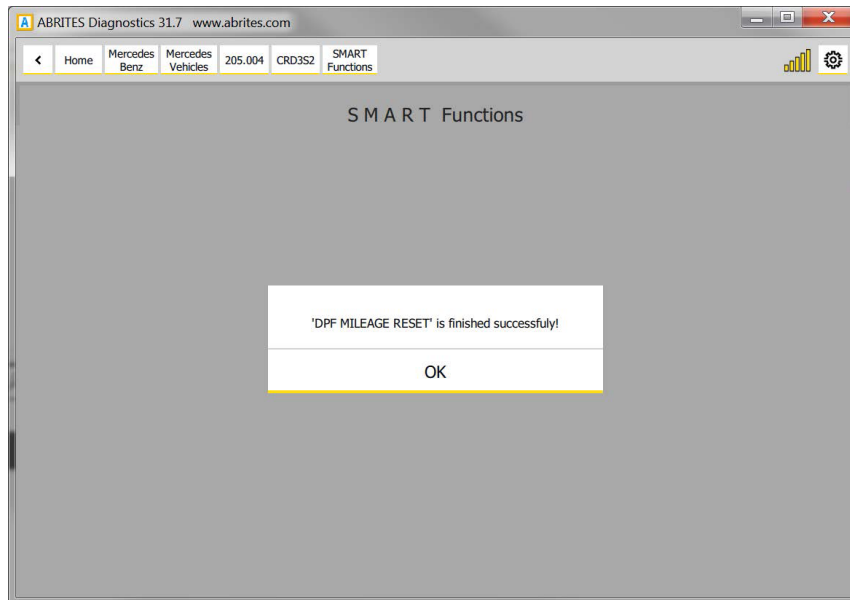 A ABRITES Diagnostics 31.7 www.abrites.com
Home
Mercedes
Benz
Mercedes
Vehicles
205.004
CRD3S2
SMART
Functions
S M A R T Functions
'DPF MILEAGE RESET' is finished successfuly!
OK